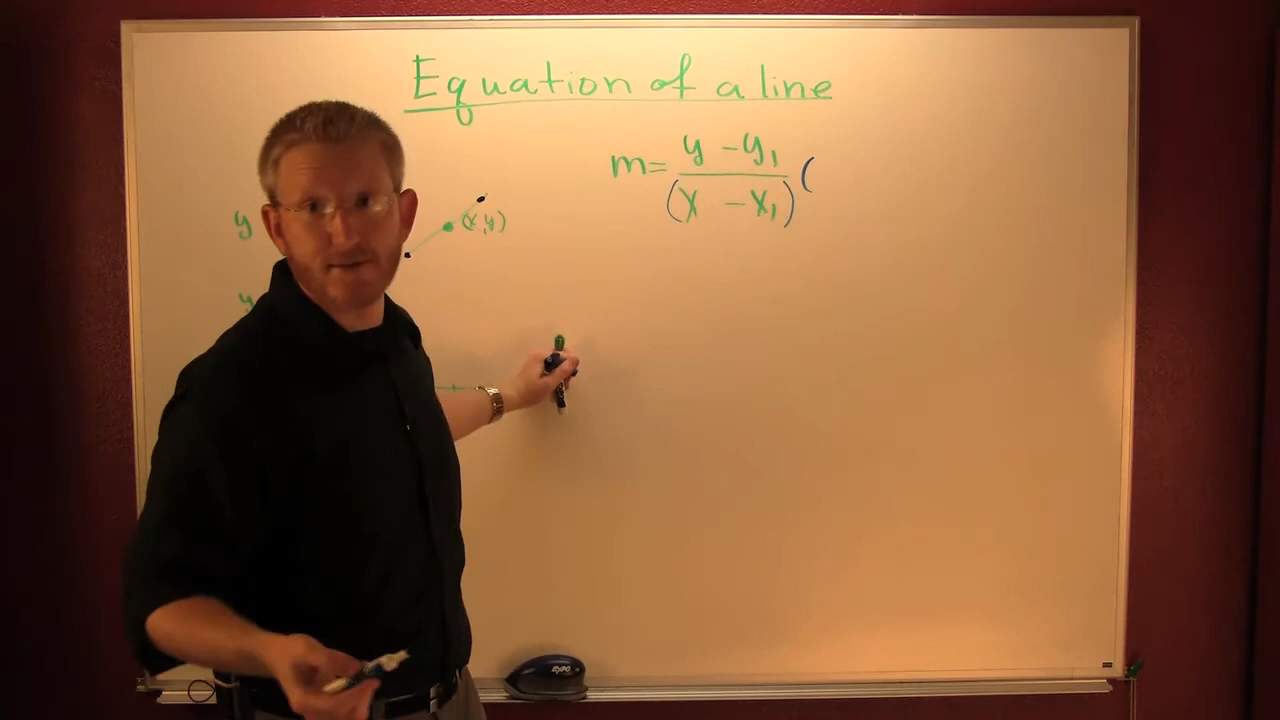 Equation of a line
m = y - y₁ / (x - x₁) (
y
(x, y)
y
EXPO